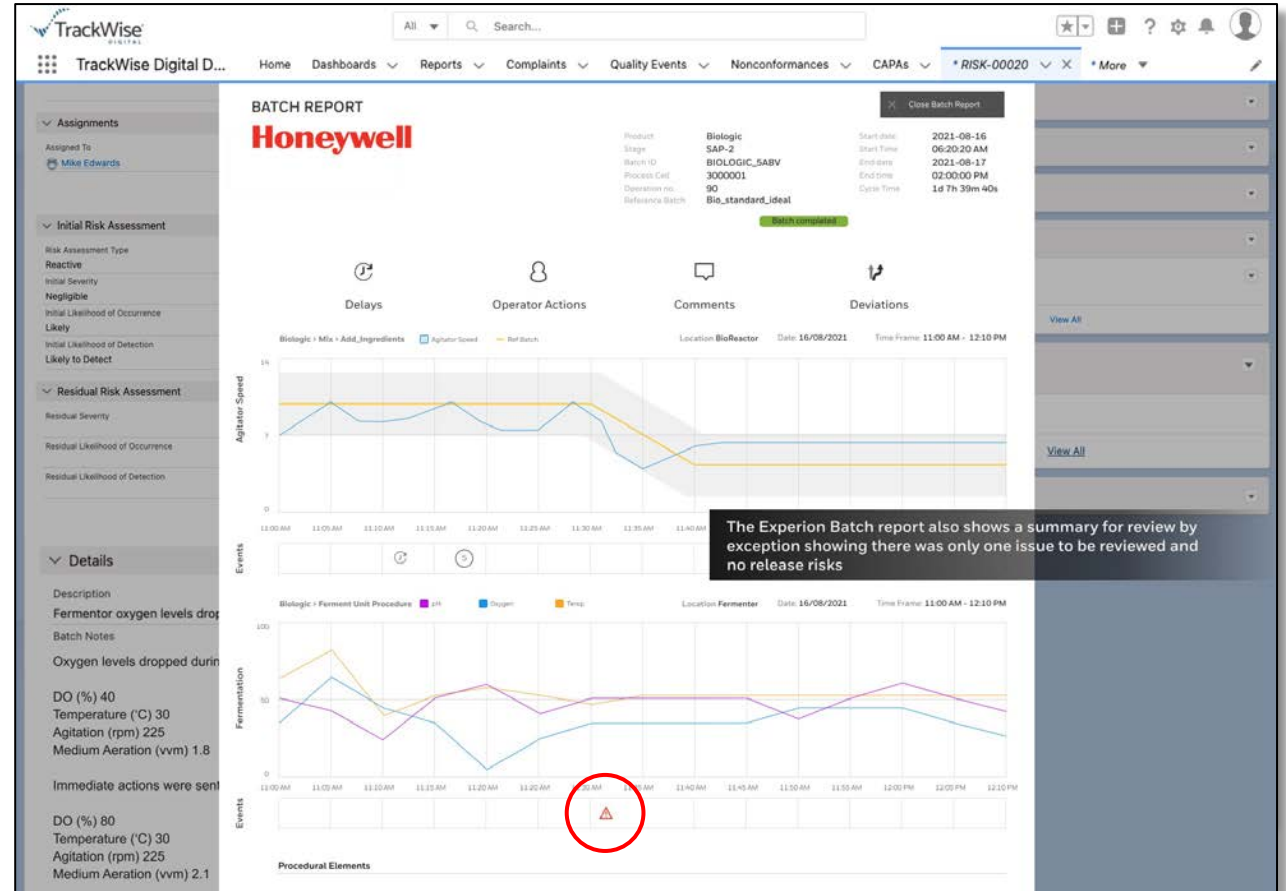 TrackWise
DIGITAL
All
Search...
TrackWise Digital D...
Home
Dashboards
Reports
Complaints
Quality Events
Nonconformances
CAPAs
* RISK-00020
* More
Assignments
Assigned To
Mike Edwards
Initial Risk Assessment
Risk Assessment Type
Reactive
Initial Severity
Negligible
Initial Likelihood of Occurrence
Likely
Initial Likelihood of Detection
Likely to Detect
Residual Risk Assessment
Residual Severity
Residual Likelihood of Occurrence
Residual Likelihood of Detection
Details
Description
Fermentor oxygen levels drop
Batch Notes
Oxygen levels dropped durin
DO (%) 40
Temperature (°C) 30
Agitation (rpm) 225
Medium Aeration (vvm) 1.8
Immediate actions were sent
DO (%) 80
Temperature (°C) 30
Agitation (rpm) 225
Medium Aeration (vvm) 2.1
BATCH REPORT
Close Batch Report
Honeywell
Product Biologic
Stage SAP-2
Batch ID BIOLOGIC_5ABV
Process Cell 3000001
Operation no. 90
Reference Batch Bio_standard_ideal
Start date 2021-08-16
Start Time 06:20:20 AM
End date 2021-08-17
End time 02:00:00 PM
Cycle Time 1d 7h 39m 40s
Batch completed
Delays
Operator Actions
Comments
Deviations
Biologic > Mix > Add_Ingredients
Agitator Speed
Ref Batch
Location BioReactor
Date: 16/08/2021
Time Frame: 11:00 AM - 12:10 PM
Agitator Speed
14
7
0
11:00 AM 11:05 AM 11:10 AM 11:15 AM 11:20 AM 11:25 AM 11:30 AM 11:35 AM 11:40 AM
Events
5
The Experion Batch report also shows a summary for review by
exception showing there was only one issue to be reviewed and
no release risks
Biologic > Ferment Unit Procedure
pH
Oxygen
Temp
Location Fermenter
Date: 16/08/2021
Time Frame: 11:00 AM - 12:10 PM
Fermentation
100
50
0
11:00 AM 11:05 AM 11:10 AM 11:15 AM 11:20 AM 11:40 AM 11:45 AM 11:50 AM 11:55 AM 12:00 PM 12:05 PM 12:10 PM
Events
Procedural Elements
View All
View All